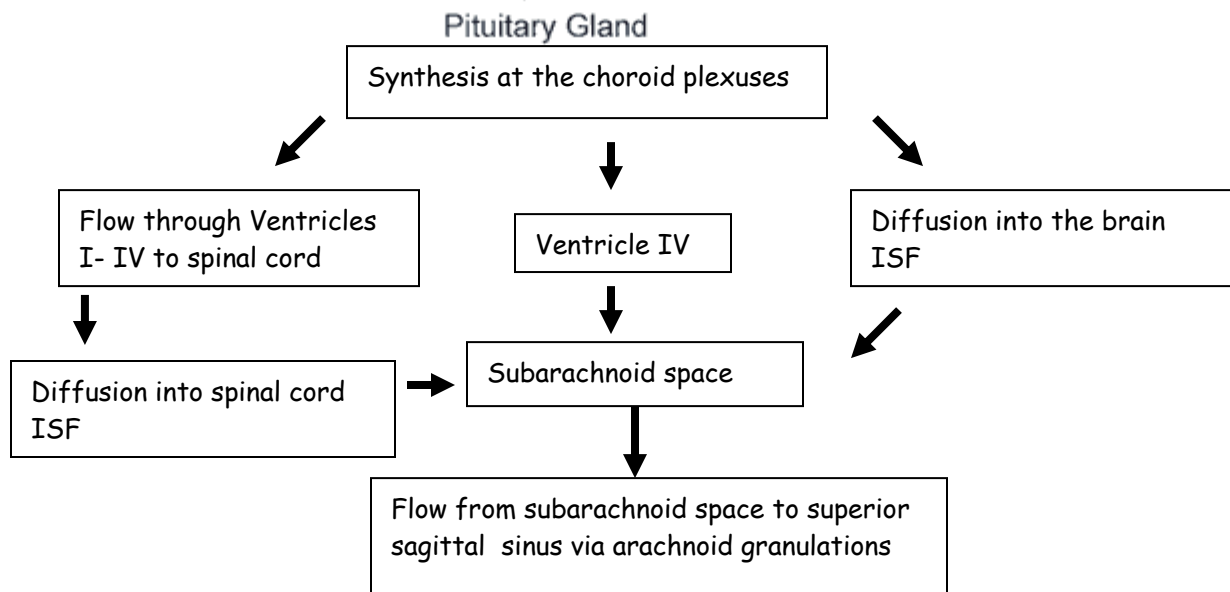 Pituitary Gland
Synthesis at the choroid plexuses
Flow through Ventricles
I- IV to spinal cord
Ventricle IV
Diffusion into the brain
ISF
Diffusion into spinal cord
ISF
Subarachnoid space
Flow from subarachnoid space to superior
sagittal sinus via arachnoid granulations